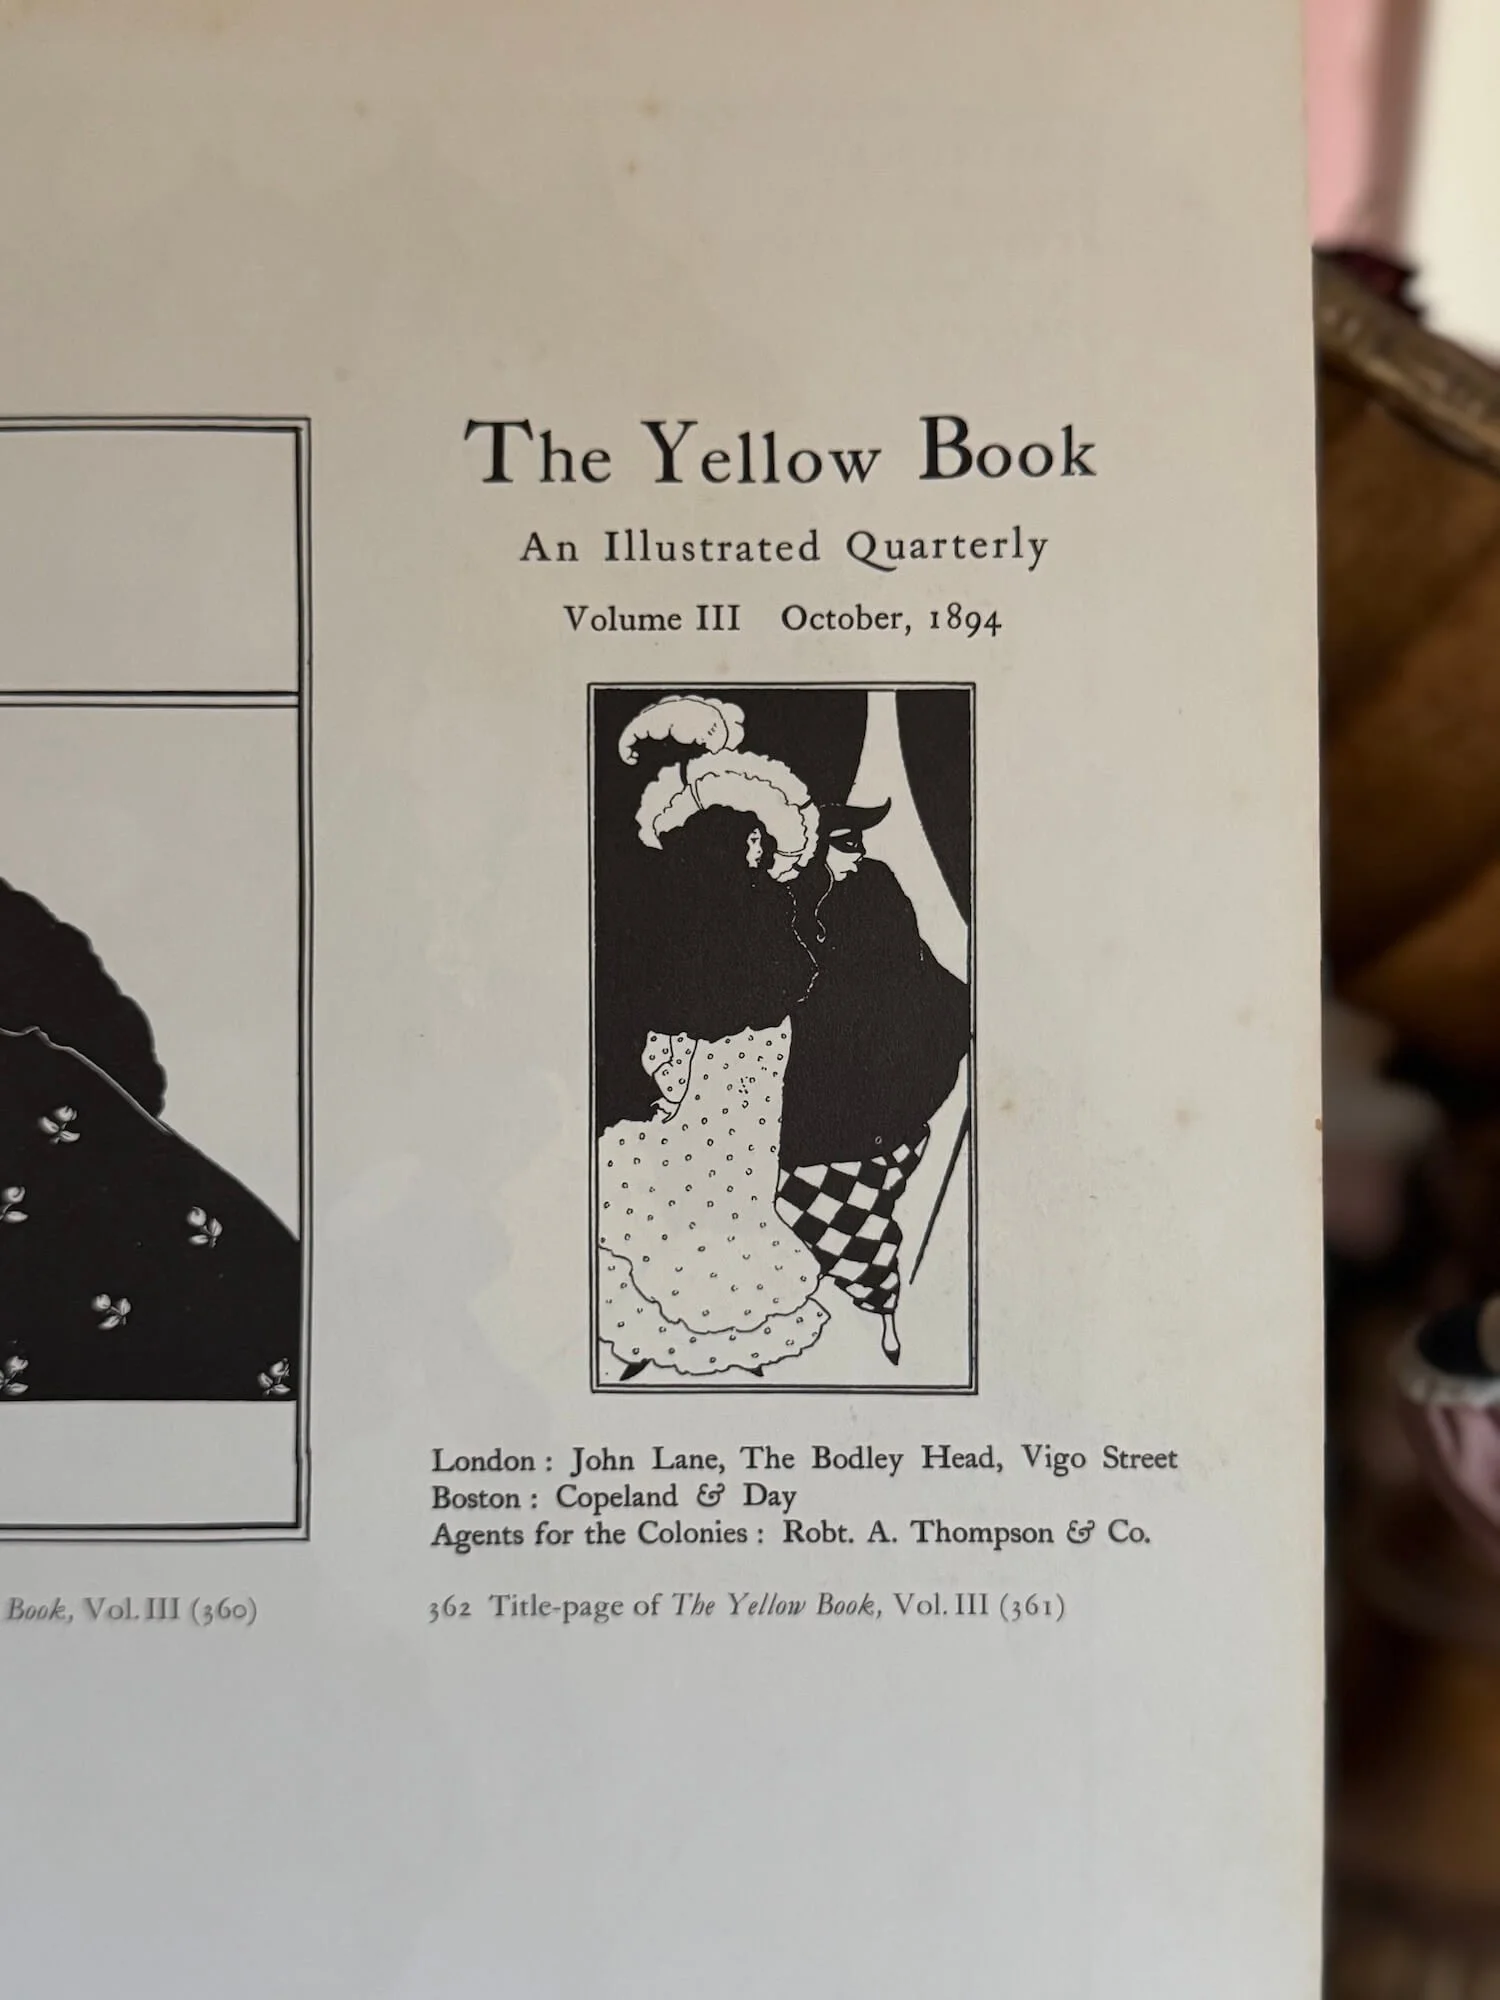 The Yellow Book
An Illustrated Quarterly
Volume III October, 1894
London : John Lane, The Bodley Head, Vigo Street
Boston : Copeland & Day
Agents for the Colonies : Robt. A. Thompson & Co.
Book, Vol. III (360)
362 Title-page of The Yellow Book, Vol. III (361)